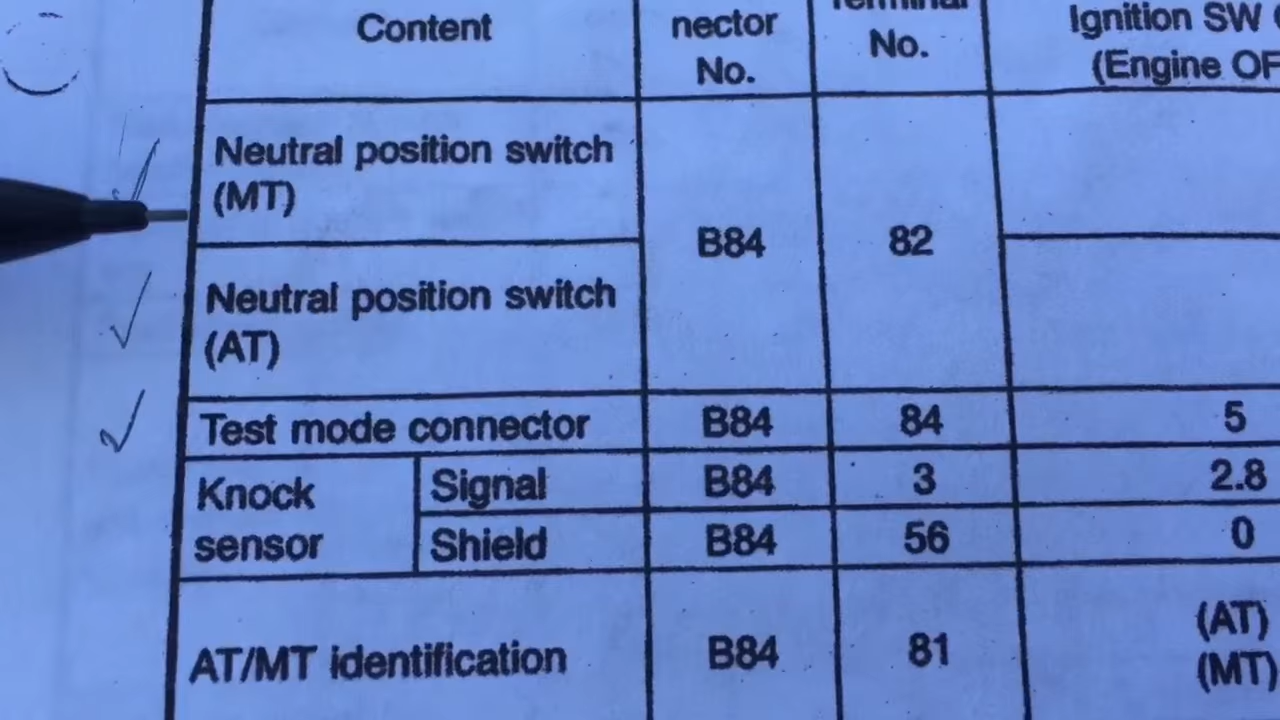 Content
nector
No.
Terminal
No.
Ignition SW
(Engine OF
Neutral position switch
(MT)
B84
82
Neutral position switch
(AT)
Test mode connector
B84
84
5
Knock
sensor
Signal
B84
3
2.8
Shield
B84
56
0
AT/MT identification
B84
81
(AT)
(MT)